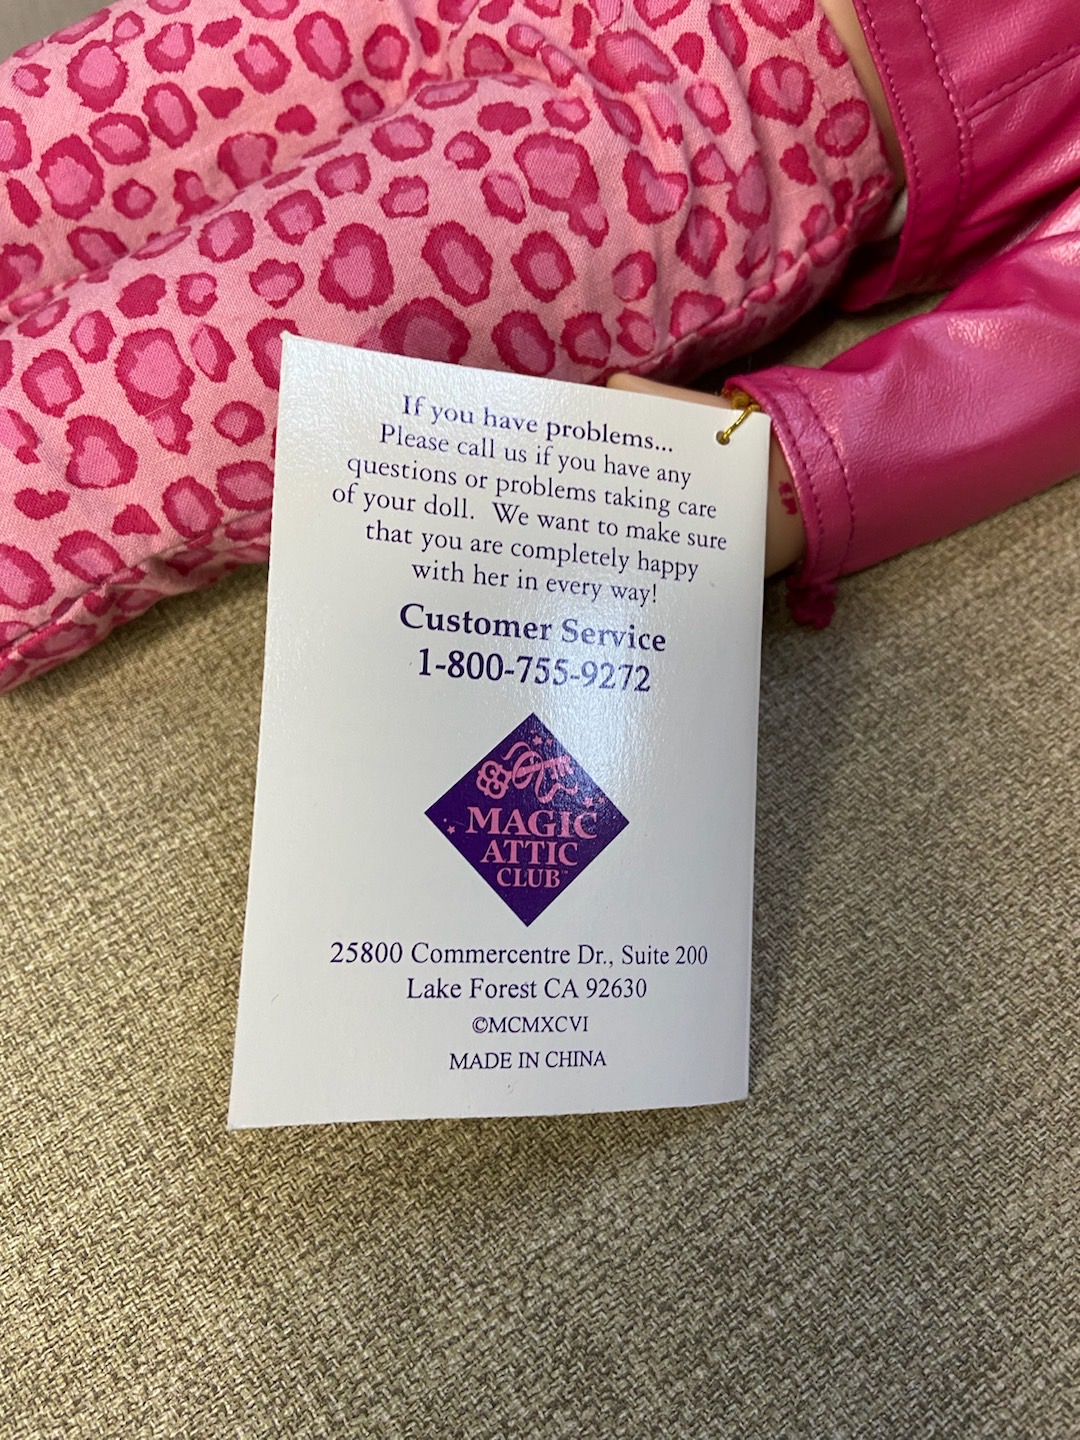 If you have problems...
Please call us if you have any
questions or problems taking care
of your doll. We want to make sure
that you are completely happy
with her in every way!
Customer Service
1-800-755-9272
MAGIC
ATTIC
CLUB™
25800 Commercentre Dr., Suite 200
Lake Forest CA 92630
©MCMXCVI
MADE IN CHINA